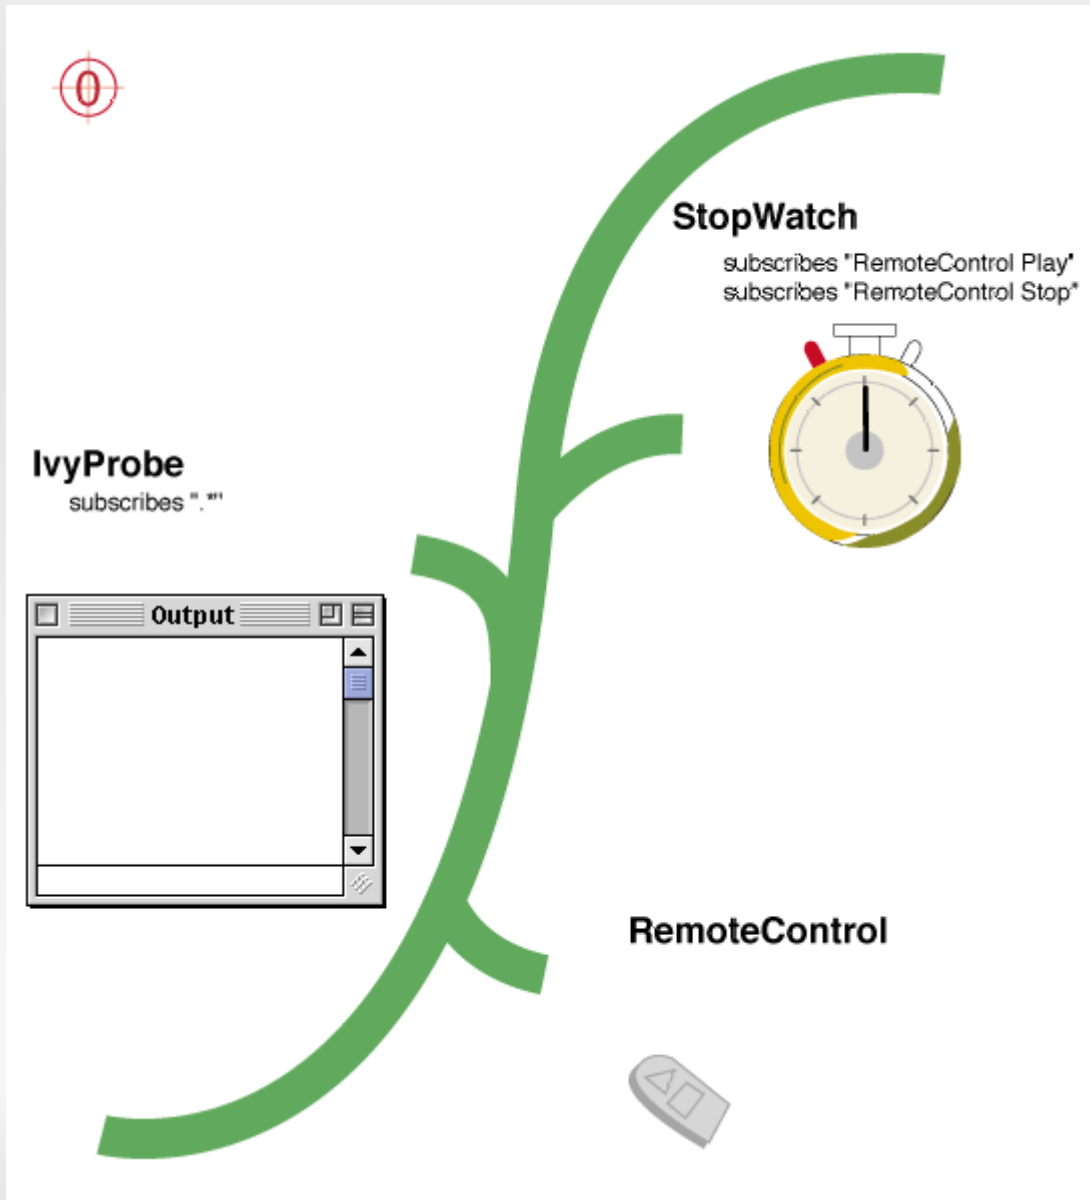 0
StopWatch
subscribes "RemoteControl Play"
subscribes "RemoteControl Stop"
IvyProbe
subscribes ".*"
Output
RemoteControl